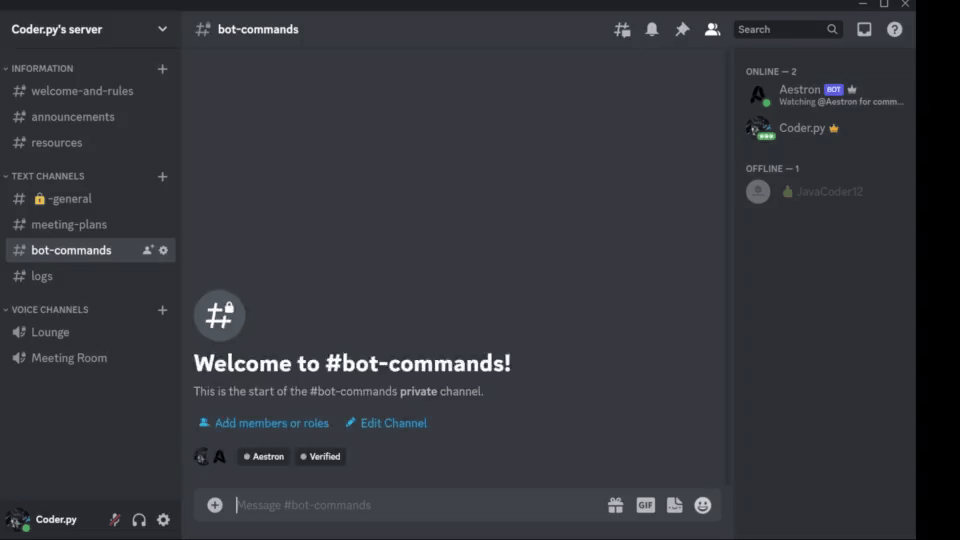 Coder.py's server
INFORMATION
welcome-and-rules
announcements
resources
TEXT CHANNELS
-general
meeting-plans
bot-commands
logs
VOICE CHANNELS
Lounge
Meeting Room
Coder.py
bot-commands
Search
Welcome to #bot-commands!
This is the start of the #bot-commands private channel.
Add members or roles
Edit Channel
Aestron
Verified
Message #bot-commands
GIF
ONLINE — 2
Aestron BOT
Watching @Aestron for comm...
Coder.py
OFFLINE — 1
JavaCoder12